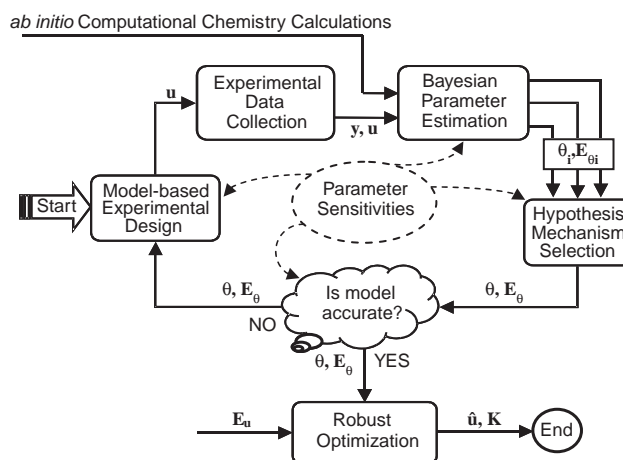 ab initio Computational Chemistry Calculations
u
Experimental
Data
Collection
y, u
Bayesian
Parameter
Estimation
θi,Eθi
Start
Model-based
Experimental
Design
Parameter
Sensitivities
Hypothesis
Mechanism
Selection
θ, Eθ
NO
Is model
accurate?
θ, Eθ
θ, Eθ
YES
Eu
Robust
Optimization
û, K
End